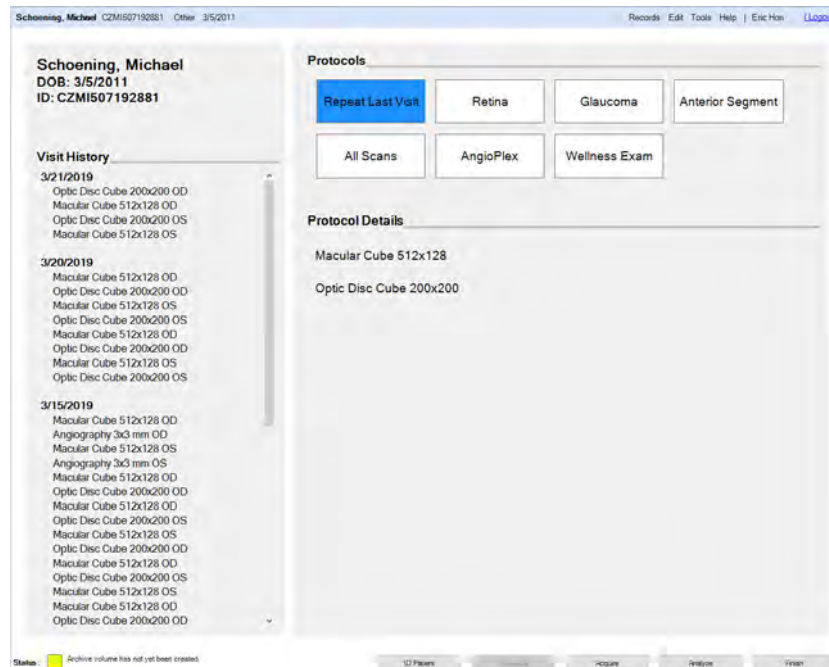 Schoening, Michael CZMI507192881 Other 3/5/2011 Records Edit Tools Help | Eric Hon (Logou
Schoening, Michael
DOB: 3/5/2011
ID: CZMI507192881
Visit History
3/21/2019
Optic Disc Cube 200x200 OD
Macular Cube 512x128 OD
Optic Disc Cube 200x200 OS
Macular Cube 512x128 OS
3/20/2019
Macular Cube 512x128 OD
Optic Disc Cube 200x200 OD
Macular Cube 512x128 OS
Optic Disc Cube 200x200 OS
Macular Cube 512x128 OD
Optic Disc Cube 200x200 OD
Macular Cube 512x128 OS
Optic Disc Cube 200x200 OS
3/15/2019
Macular Cube 512x128 OD
Angiography 3x3 mm OD
Macular Cube 512x128 OS
Angiography 3x3 mm OS
Macular Cube 512x128 OD
Optic Disc Cube 200x200 OD
Macular Cube 512x128 OD
Optic Disc Cube 200x200 OS
Macular Cube 512x128 OS
Optic Disc Cube 200x200 OD
Macular Cube 512x128 OD
Optic Disc Cube 200x200 OS
Macular Cube 512x128 OS
Macular Cube 512x128 OD
Optic Disc Cube 200x200 OD
Protocols
Repeat Last Visit Retina Glaucoma Anterior Segment
All Scans AngioPlex Wellness Exam
Protocol Details
Macular Cube 512x128
Optic Disc Cube 200x200
Status : Archive volume has not yet been created. ID Patient Acquire Analyze Finish